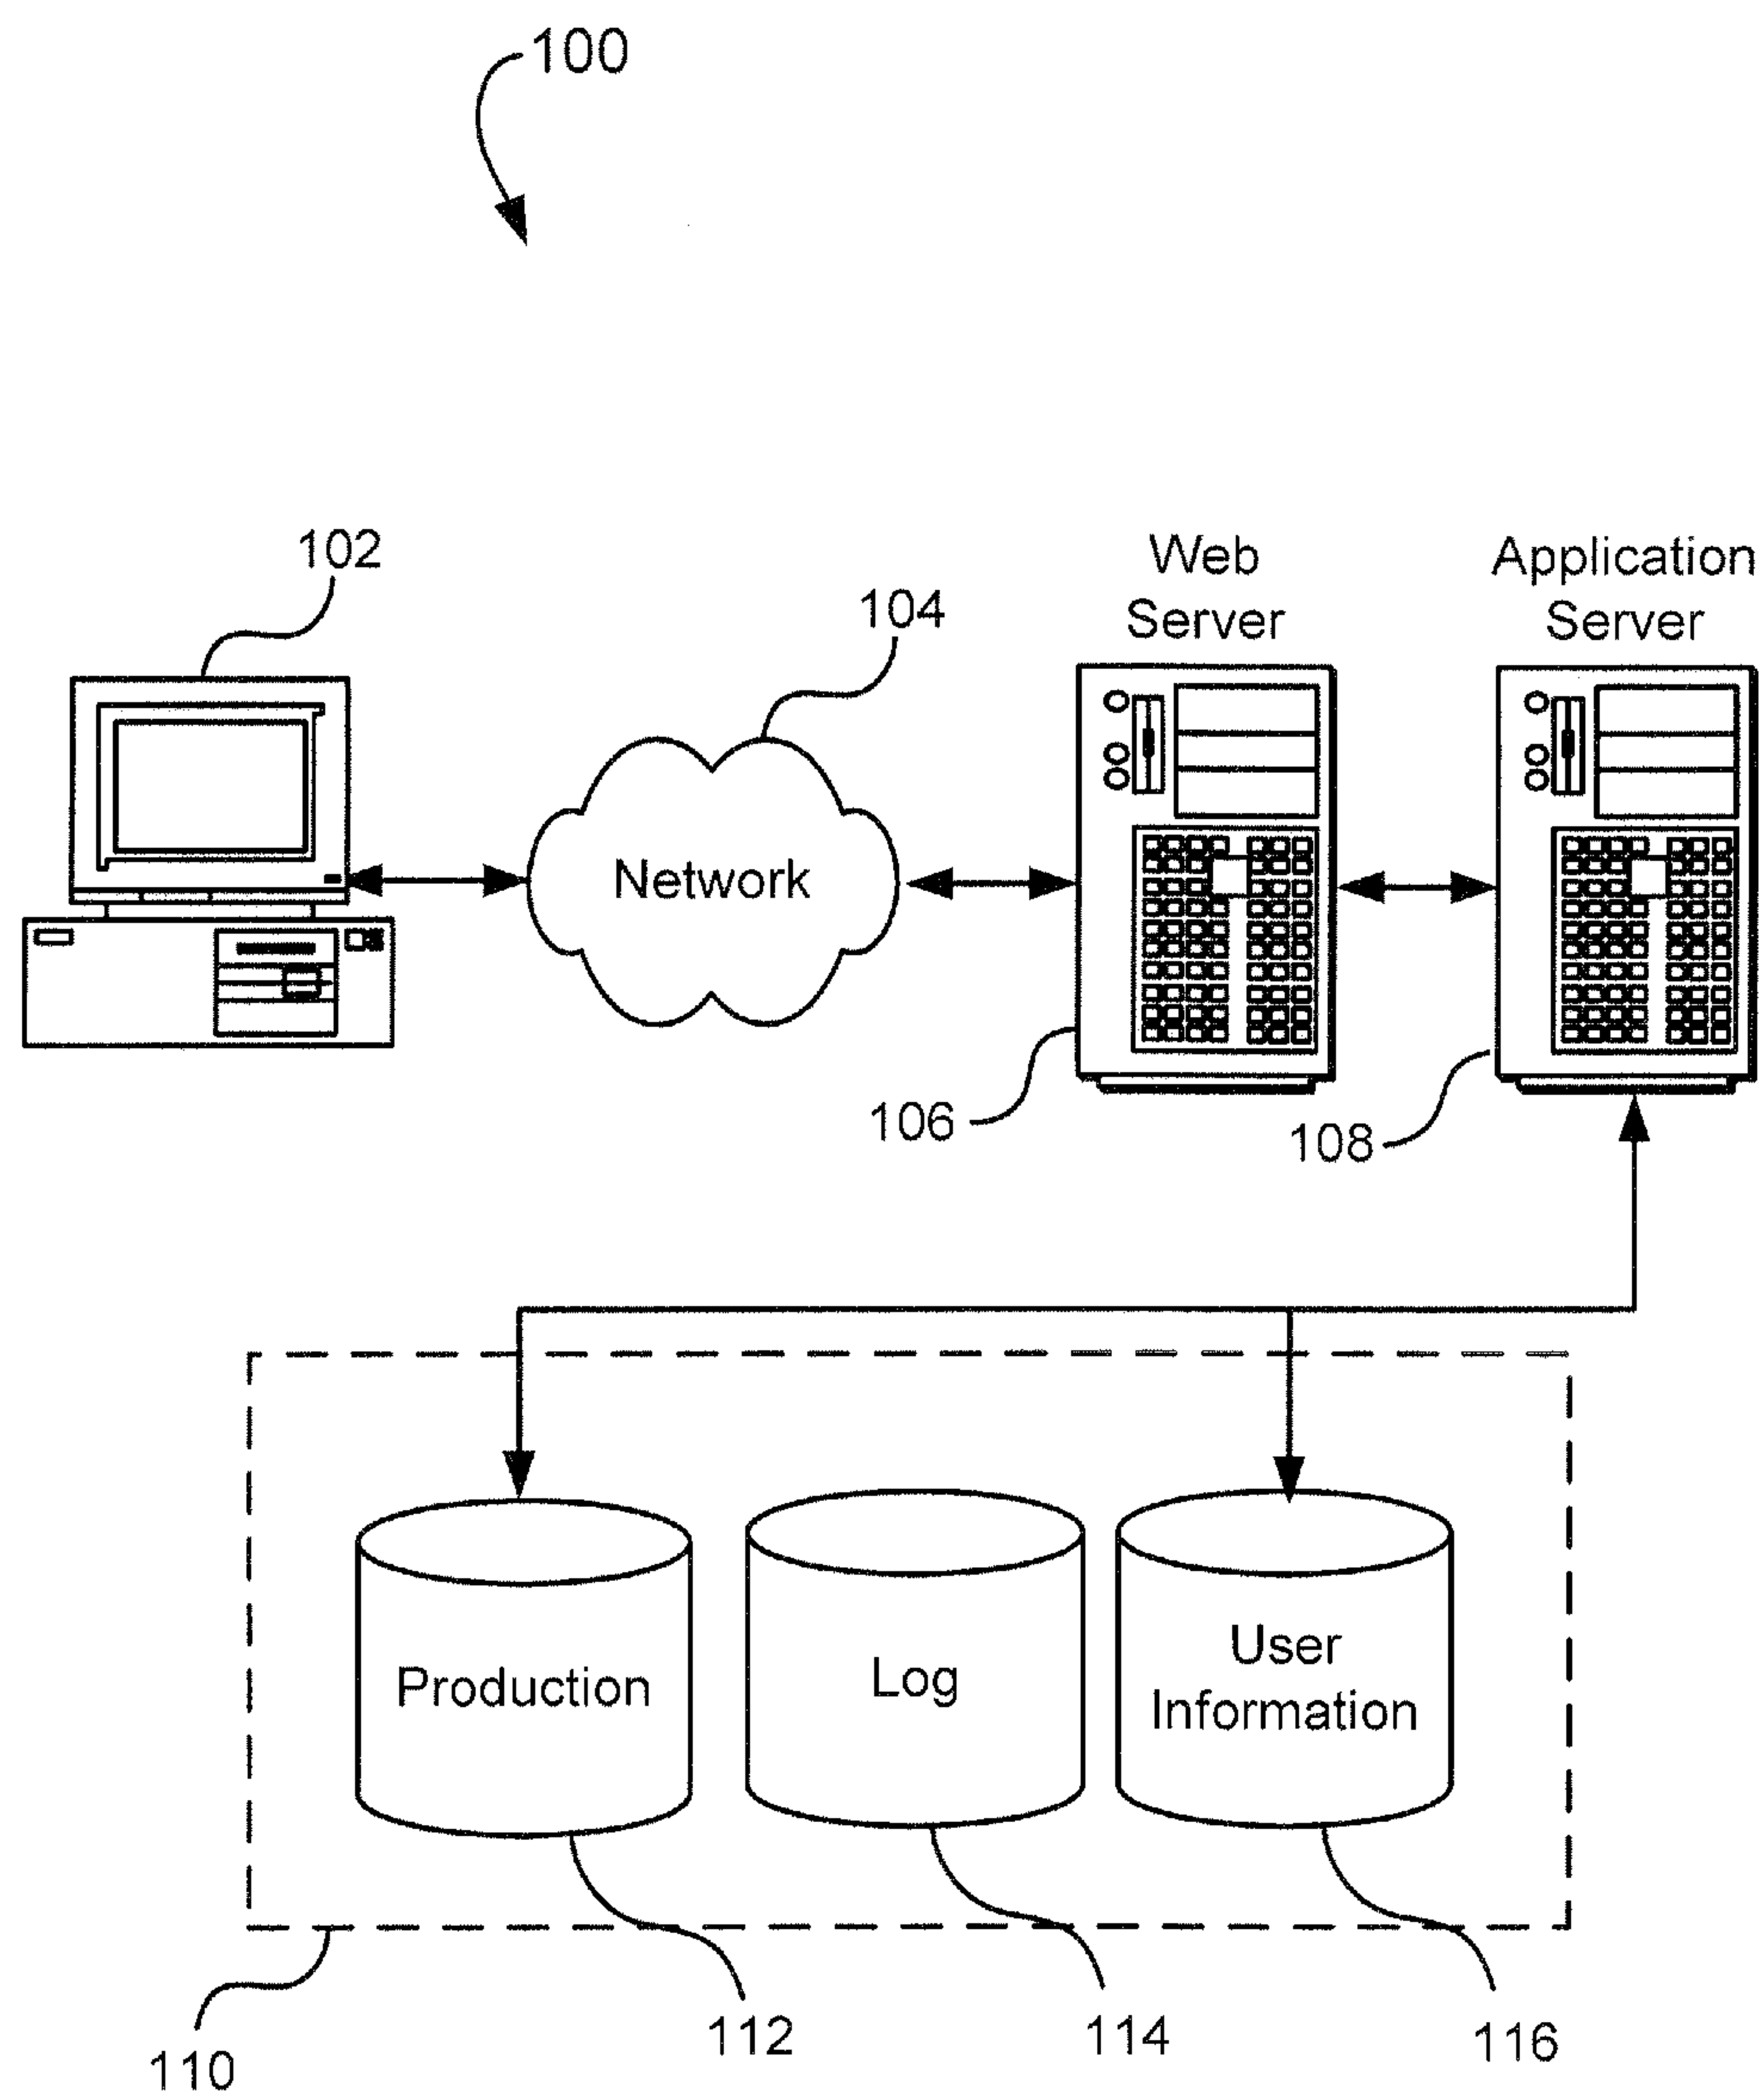 100
102
104
Web
Server
Application
Server
Network
106
108
Production
Log
User
Information
110
112
114
116